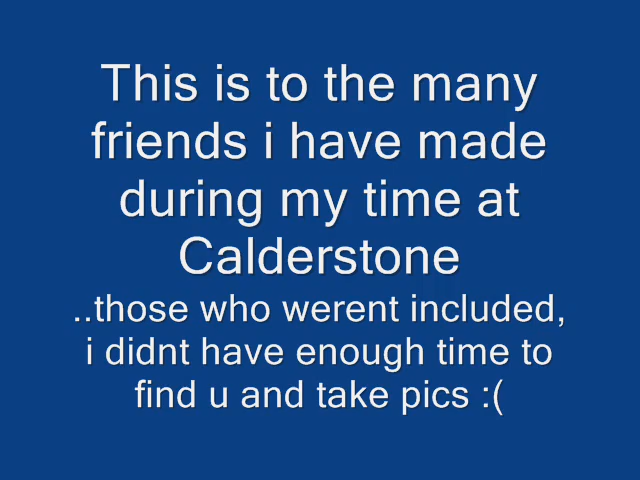 This is to the many
friends i have made
during my time at
Calderstone
..those who werent included,
i didnt have enough time to
find u and take pics :(